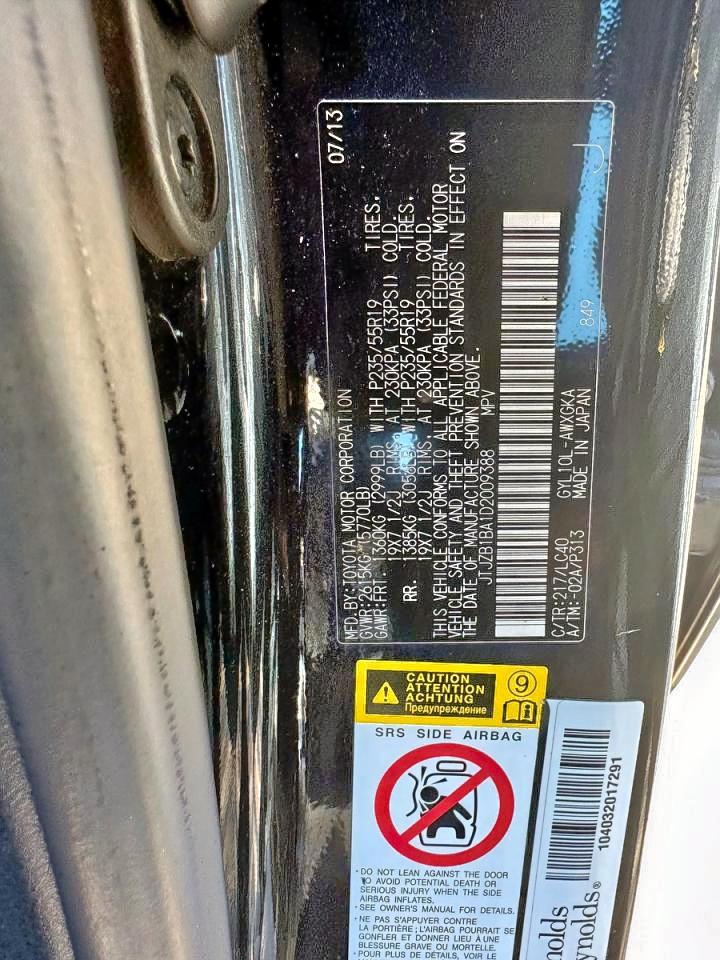 07/13
MFD.BY:TOYOTA MOTOR CORPORATION
GVWR:2615KG (5770LB)
GAWR:FRT. 1360KG (2999LB) WITH P235/55R19 TIRES,
19X7 1/2J RIMS, AT 230KPA (33PSI) COLD
RR. 1385KG WITH P235/55R19 TIRES,
19X7 1/2J RIMS, AT 230KPA (33PSI) COLD.
THIS VEHICLE CONFORMS TO ALL APPLICABLE FEDERAL MOTOR
VEHICLE SAFETY AND THEFT PREVENTION STANDARDS IN EFFECT ON
THE DATE OF MANUFACTURE SHOWN ABOVE.
JTJZB1BA1D2009388 MPV
C/TR:217/LC40 GYL10L-AWXGKA 849 J
A/TM:-02A/P313 MADE IN JAPAN
CAUTION
ATTENTION
ACHTUNG
Предупреждение
9
SRS SIDE AIRBAG
· DO NOT LEAN AGAINST THE DOOR
TO AVOID POTENTIAL DEATH OR
SERIOUS INJURY WHEN THE SIDE
AIRBAG INFLATES.
· SEE OWNER'S MANUAL FOR DETAILS.
· NE PAS S'APPUYER CONTRE
LA PORTIÈRE ; L'AIRBAG POURRAIT SE
GONFLER ET DONNER LIEU À UNE
BLESSURE GRAVE OU MORTELLE.
· POUR PLUS DE DÉTAILS, VOIR LE
104032017291
nolds
ynolds®